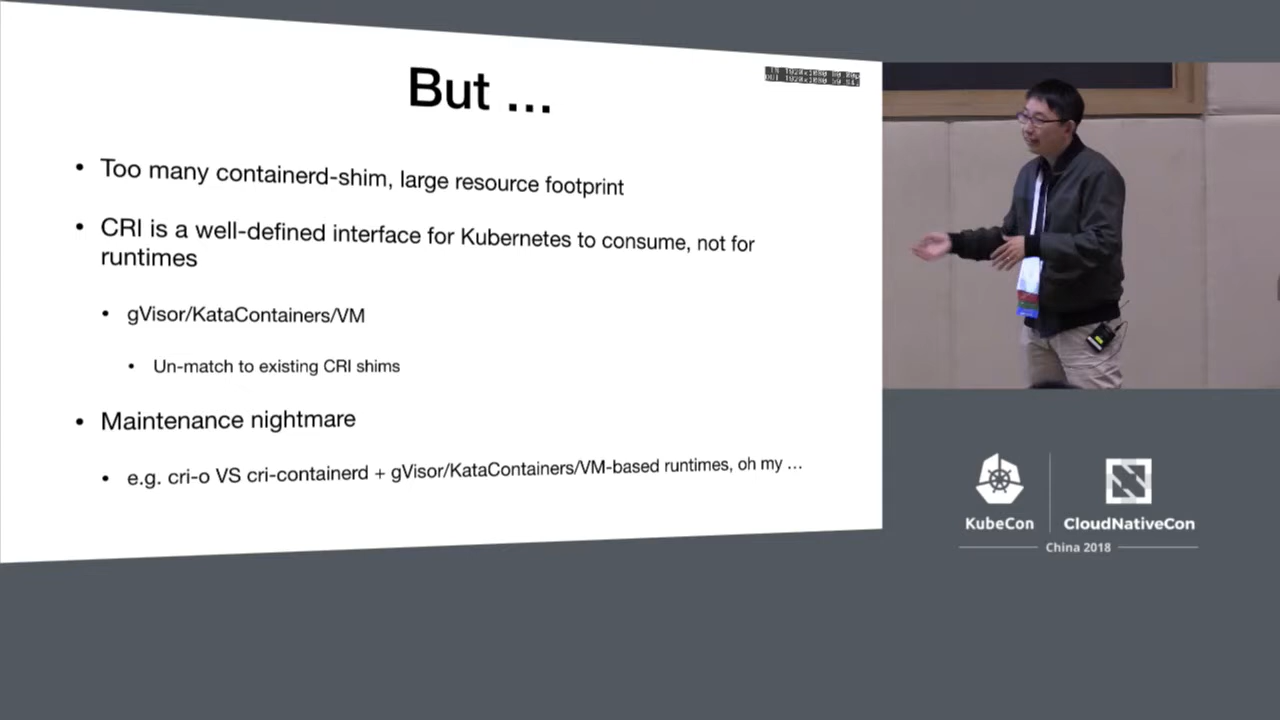 But ...
• Too many containerd-shim, large resource footprint
• CRI is a well-defined interface for Kubernetes to consume, not for
runtimes
• gVisor/KataContainers/VM
• Un-match to existing CRI shims
• Maintenance nightmare
• e.g. cri-o VS cri-containerd + gVisor/KataContainers/VM-based runtimes, oh my ...
KubeCon
CloudNativeCon
China 2018